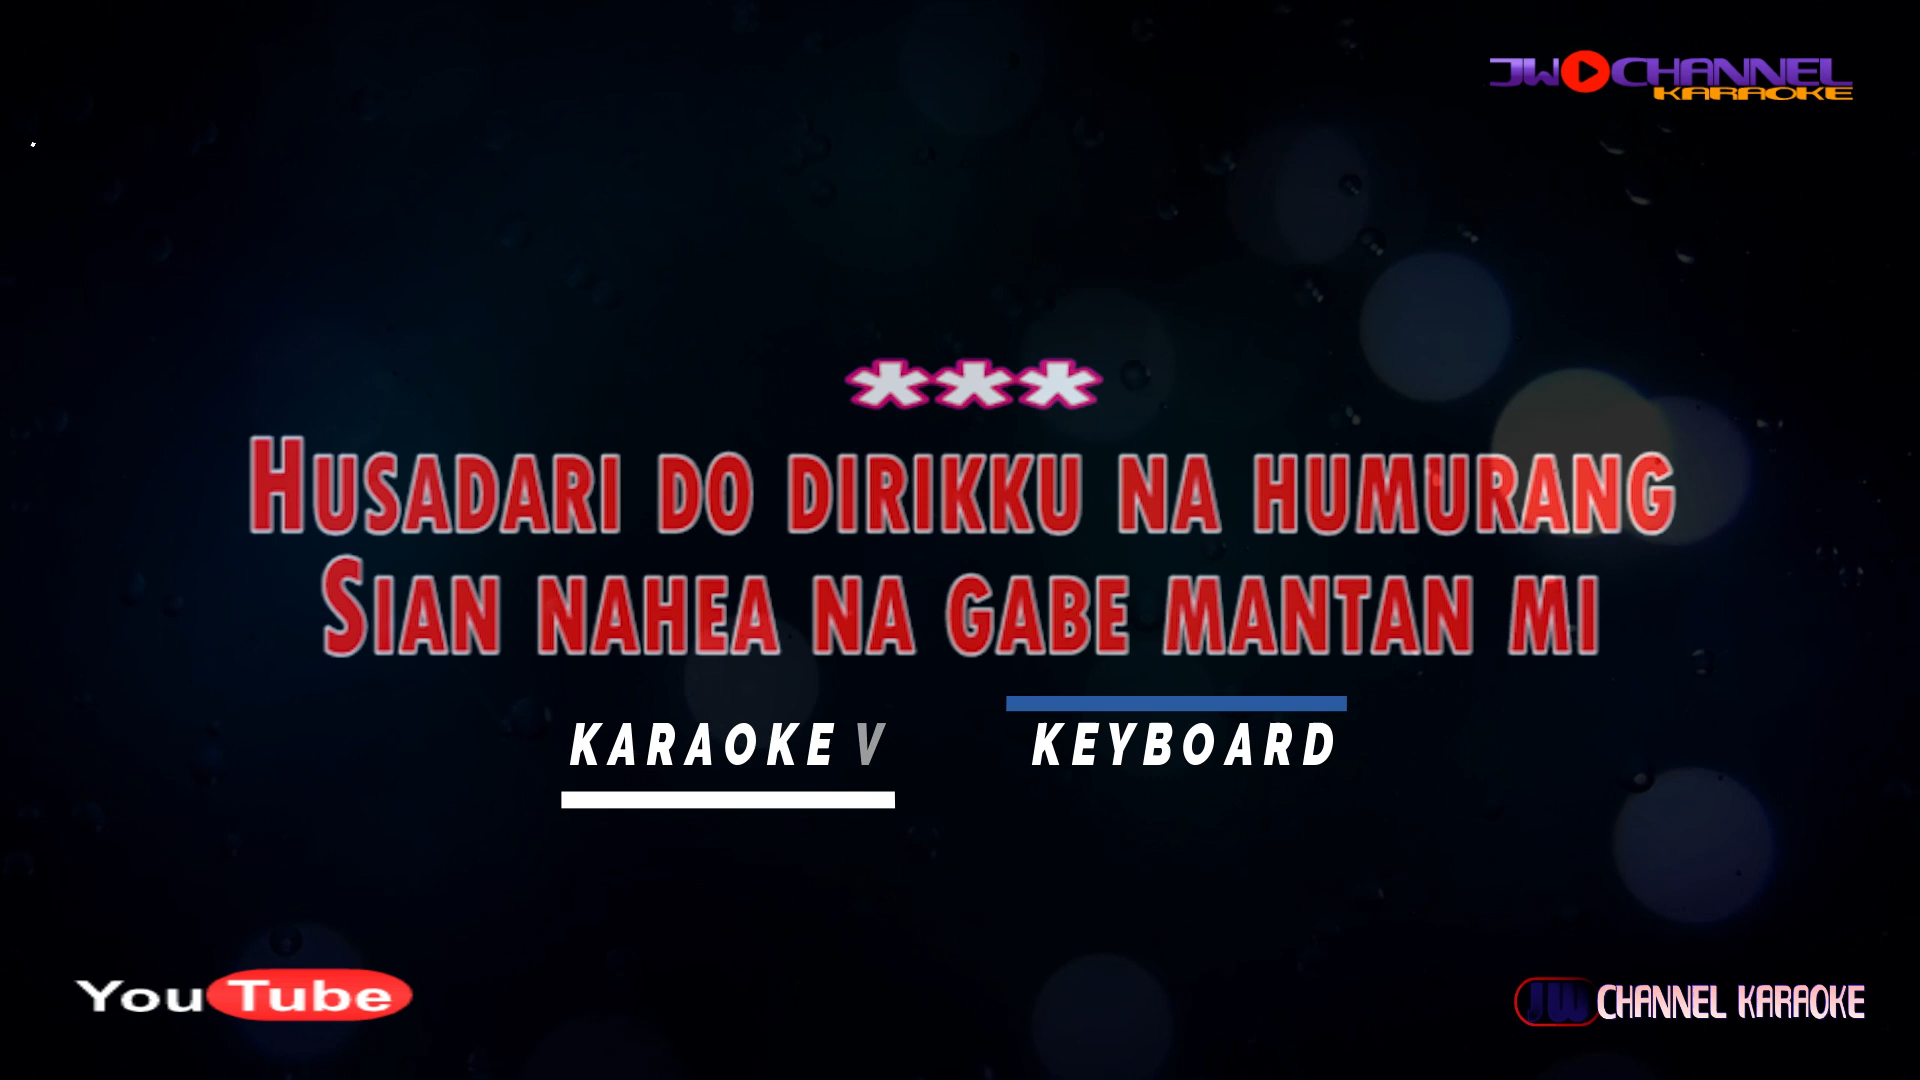 JW CHANNEL
KARAOKE
***
HUSADARI DO DIRIKKU NA HUMURANG
SIAN NAHEA NA GABE MANTAN MI
KARAOKE V KEYBOARD
YouTube
JW CHANNEL KARAOKE